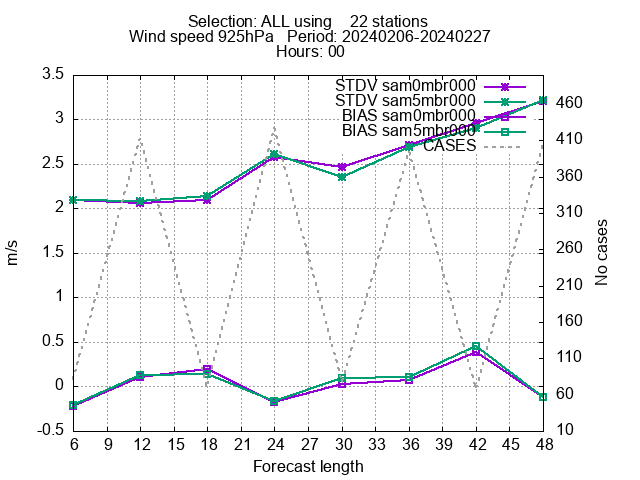 Selection: ALL using    22 stations
Wind speed 925hPa   Period: 20240206-20240227
Hours: 00
STDV sam0mbr000
STDV sam5mbr000
BIAS sam0mbr000
BIAS sam5mbr000
CASES
3.5
3
2.5
2
1.5
1
0.5
0
-0.5
m/s
460
410
360
310
260
210
160
110
60
10
No cases
6 12 18 24 27 30 33 36 39 42 45 48
Forecast length